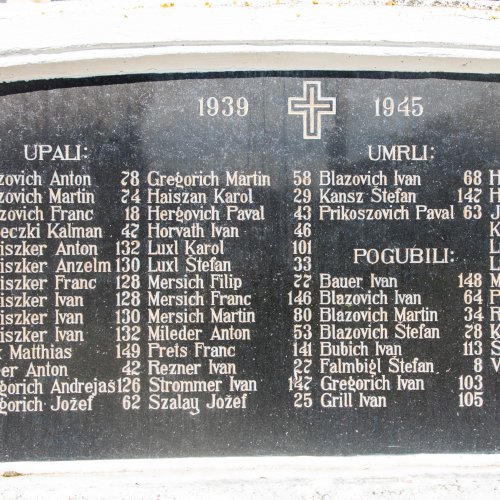 1939 1945
UPALI: UMRLI:
zovich Anton 78 Gregorich Martin 58 Blazovich Ivan 68 H
zovich Martin 74 Haiszan Karol 29 Kansz Štefan 147 H
zovich Franc 18 Hergovich Paval 43 Prikoszovich Paval 63 J
eczki Kalman 47 Horvath Ivan 46 K
iszker Anton 132 Luxl Karol 101 L
iszker Anzelm 130 Luxl Štefan 33 POGUBILI: L
iszker Franc 128 Mersich Filip 77 Bauer Ivan 148 M
iszker Ivan 128 Mersich Franc 146 Blazovich Ivan 64
iszker Ivan 130 Mersich Martin 80 Blazovich Martin 34 R
iszker Ivan 132 Mileder Anton 53 Blazovich Štefan 78
Matthias 149 Prets Franc 141 Bubich Ivan 113 Š
er Anton 42 Rezner Ivan 27 Falmbigl Štefan 8 V
gorich Andrejas 126 Strommer Ivan 147 Gregorich Ivan 103
gorich Jožef 62 Szalay Jožef 25 Grill Ivan 105